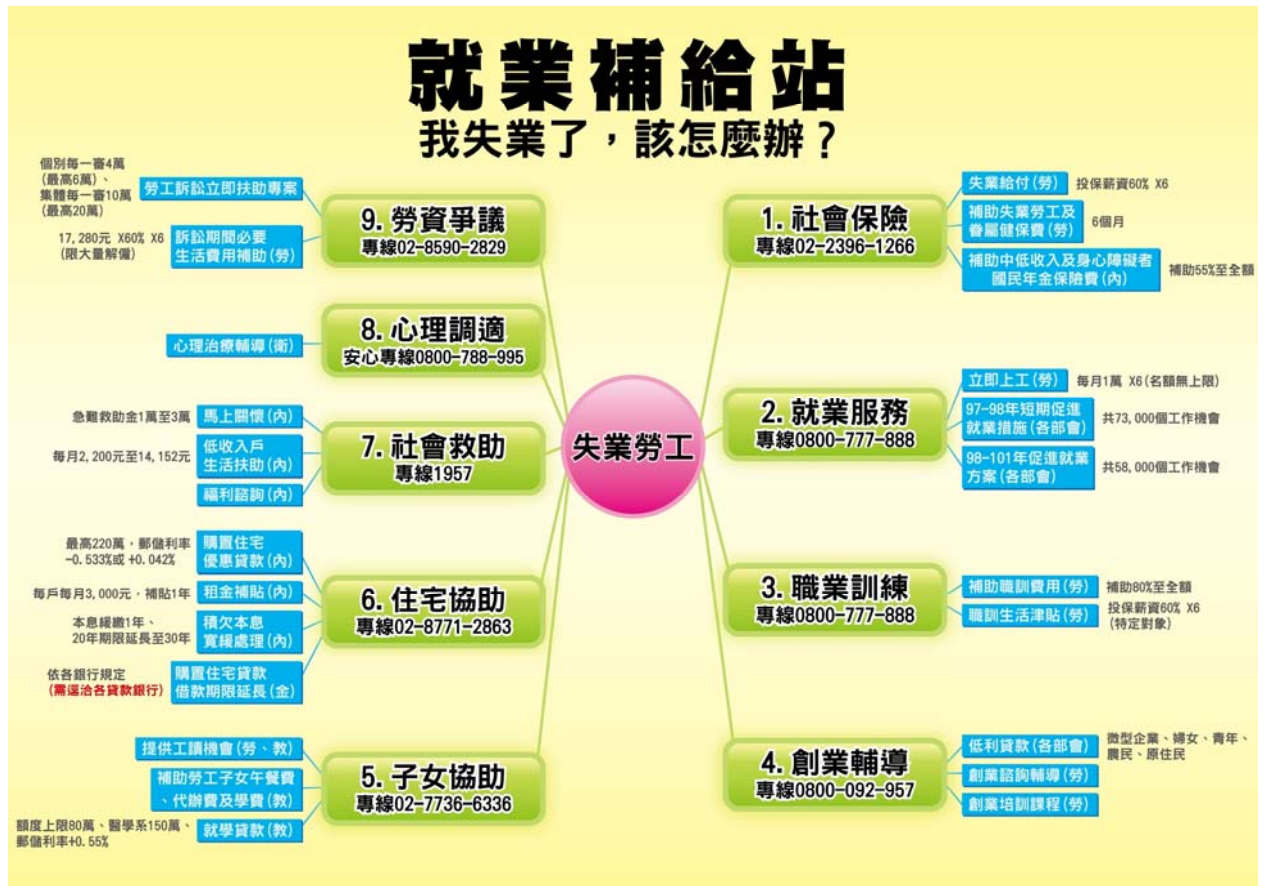 就業補給站
我失業了，該怎麼辦？
失業勞工
1. 社會保險
專線02-2396-1266
失業給付(勞)
投保薪資60% X6
補助失業勞工及
眷屬健保費(勞)
6個月
補助中低收入及身心障礙者
國民年金保險費(內)
補助55%至全額
2. 就業服務
專線0800-777-888
立即上工(勞)
每月1萬 X6(名額無上限)
97-98年短期促進
就業措施(各部會)
共73,000個工作機會
98-101年促進就業
方案(各部會)
共58,000個工作機會
3. 職業訓練
專線0800-777-888
補助職訓費用(勞)
補助80%至全額
職訓生活津貼(勞)
投保薪資60% X6
(特定對象)
4. 創業輔導
專線0800-092-957
低利貸款(各部會)
微型企業、婦女、青年、
農民、原住民
創業諮詢輔導(勞)
創業培訓課程(勞)
5. 子女協助
專線02-7736-6336
提供工讀機會(勞、教)
補助勞工子女午餐費
、代辦費及學費(教)
就學貸款(教)
額度上限80萬、醫學系150萬、
郵儲利率+0.55%
6. 住宅協助
專線02-8771-2863
購置住宅
優惠貸款(內)
最高220萬，郵儲利率
-0.533%或 +0.042%
租金補貼(內)
每戶每月3,000元，補貼1年
積欠本息
寬緩處理(內)
本息緩繳1年、
20年期限延長至30年
購置住宅貸款
借款期限延長(金)
依各銀行規定
(需逕洽各貸款銀行)
7. 社會救助
專線1957
馬上關懷(內)
急難救助金1萬至3萬
低收入戶
生活扶助(內)
每月2,200元至14,152元
福利諮詢(內)
8. 心理調適
安心專線0800-788-995
心理治療輔導(衛)
9. 勞資爭議
專線02-8590-2829
勞工訴訟立即扶助專案
個別每一審4萬
(最高6萬)、
集體每一審10萬
(最高20萬)
訴訟期間必要
生活費用補助(勞)
17,280元 X60% X6
(限大量解僱)